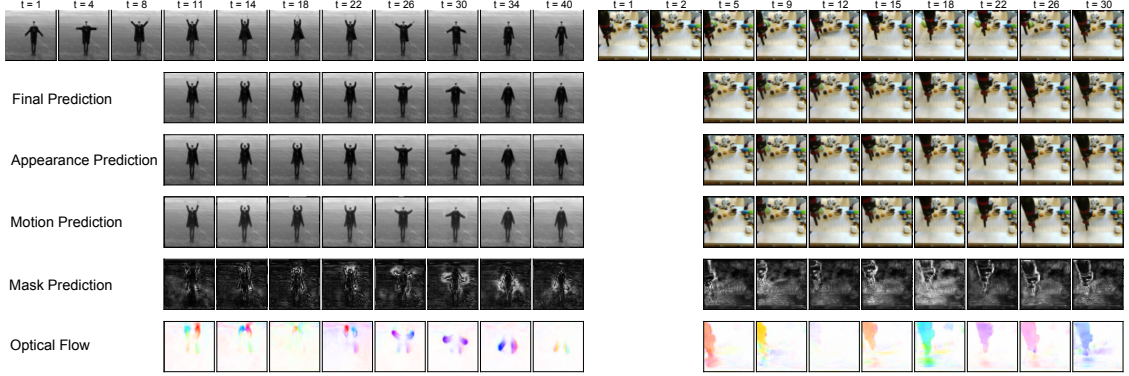 t = 1 t = 4 t = 8 t = 11 t = 14 t = 18 t = 22 t = 26 t = 30 t = 34 t = 40 t = 1 t = 2 t = 5 t = 9 t = 12 t = 15 t = 18 t = 22 t = 26 t = 30
Final Prediction
Appearance Prediction
Motion Prediction
Mask Prediction
Optical Flow